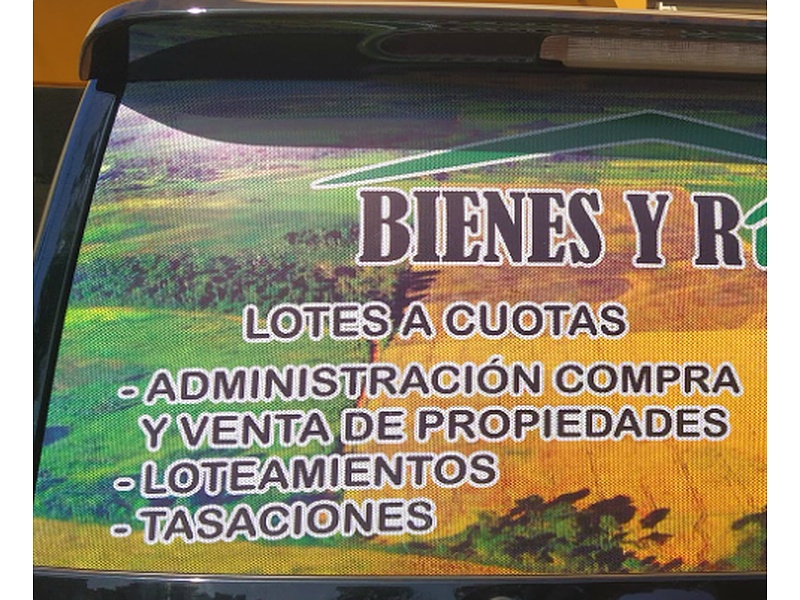 BIENES Y R
LOTES A CUOTAS
- ADMINISTRACIÓN COMPRA
Y VENTA DE PROPIEDADES
- LOTEAMIENTOS
- TASACIONES